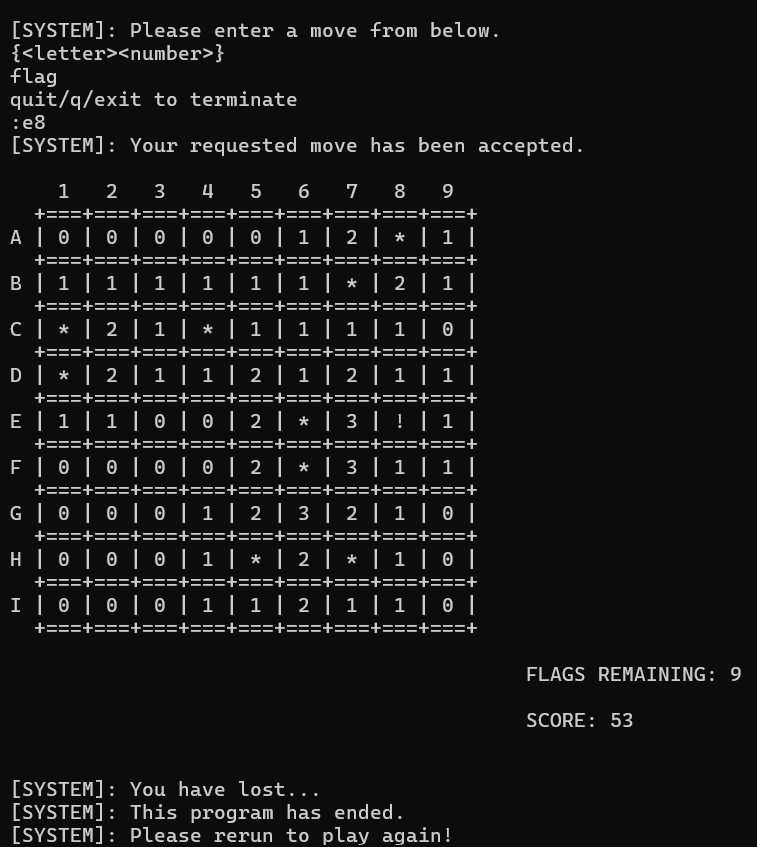 [SYSTEM]: Please enter a move from below.
{<letter><number>}
flag
quit/q/exit to terminate
:e8
[SYSTEM]: Your requested move has been accepted.
    1   2   3   4   5   6   7   8   9
  +===+===+===+===+===+===+===+===+===+
A | 0 | 0 | 0 | 0 | 0 | 1 | 2 | * | 1 |
  +===+===+===+===+===+===+===+===+===+
B | 1 | 1 | 1 | 1 | 1 | 1 | * | 2 | 1 |
  +===+===+===+===+===+===+===+===+===+
C | * | 2 | 1 | * | 1 | 1 | 1 | 1 | 0 |
  +===+===+===+===+===+===+===+===+===+
D | * | 2 | 1 | 1 | 2 | 1 | 2 | 1 | 1 |
  +===+===+===+===+===+===+===+===+===+
E | 1 | 1 | 0 | 0 | 2 | * | 3 | ! | 1 |
  +===+===+===+===+===+===+===+===+===+
F | 0 | 0 | 0 | 0 | 2 | * | 3 | 1 | 1 |
  +===+===+===+===+===+===+===+===+===+
G | 0 | 0 | 0 | 1 | 2 | 3 | 2 | 1 | 0 |
  +===+===+===+===+===+===+===+===+===+
H | 0 | 0 | 0 | 1 | * | 2 | * | 1 | 0 |
  +===+===+===+===+===+===+===+===+===+
I | 0 | 0 | 0 | 1 | 1 | 2 | 1 | 1 | 0 |
  +===+===+===+===+===+===+===+===+===+
FLAGS REMAINING: 9
SCORE: 53
[SYSTEM]: You have lost...
[SYSTEM]: This program has ended.
[SYSTEM]: Please rerun to play again!